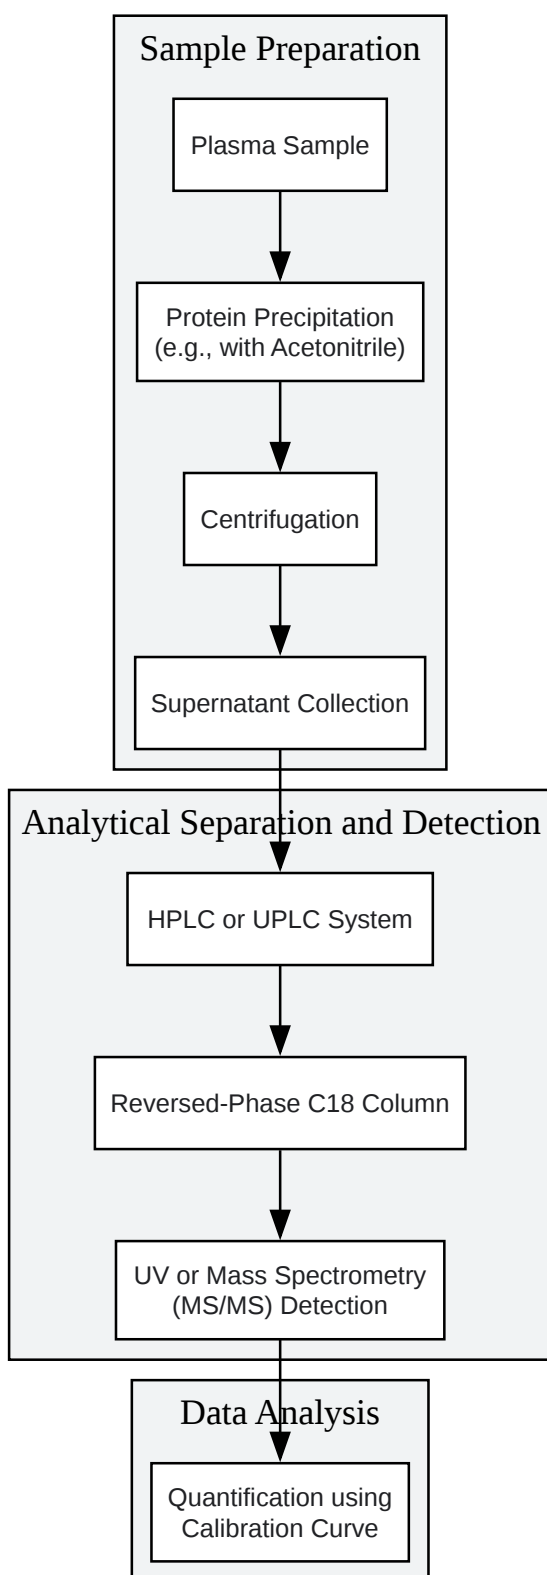 Sample Preparation
Plasma Sample
Protein Precipitation
(e.g., with Acetonitrile)
Centrifugation
Supernatant Collection
Analytical Separation and Detection
HPLC or UPLC System
Reversed-Phase C18 Column
UV or Mass Spectrometry
(MS/MS) Detection
Data Analysis
Quantification using
Calibration Curve